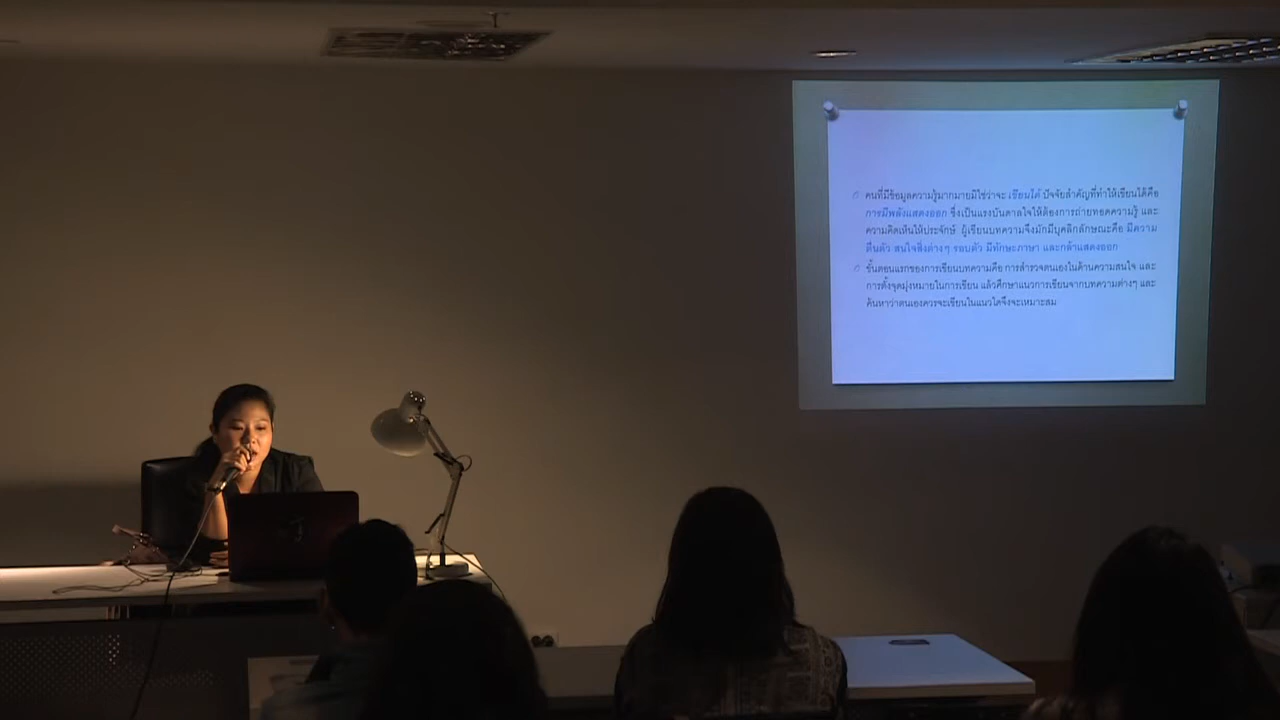 คนที่มีข้อมูลความรู้มากมายมิใช่ว่าจะ เขียนได้ ปัจจัยสำคัญที่ทำให้เขียนได้คือ
การมีพลังแสดงออก ซึ่งเป็นแรงบันดาลใจให้ต้องการถ่ายทอดความรู้ และ
ความคิดเห็นให้ประจักษ์ ผู้เขียนบทความจึงมักมีบุคลิกลักษณะคือ มีความ
ตื่นตัว สนใจสิ่งต่างๆ รอบตัว มีทักษะภาษา และกล้าแสดงออก
ขั้นตอนแรกของการเขียนบทความคือ การสำรวจตนเองในด้านความสนใจ และ
การตั้งจุดมุ่งหมายในการเขียน แล้วศึกษาแนวการเขียนจากบทความต่างๆ และ
ค้นหาว่าตนเองควรจะเขียนในแนวใดจึงจะเหมาะสม